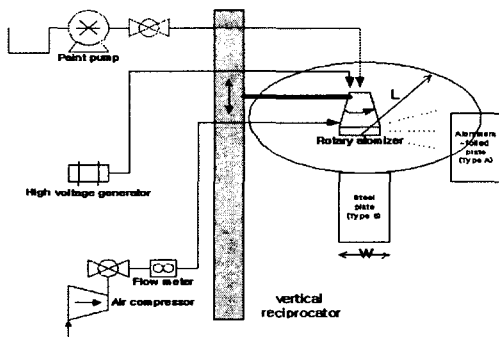 Paint pump
L
Rotary atomizer
Aluminum
-foiled
plate
(Type A)
High voltage generator
Steel
plate
(Type B)
W
Flow meter
Air compressor
vertical
reciprocator